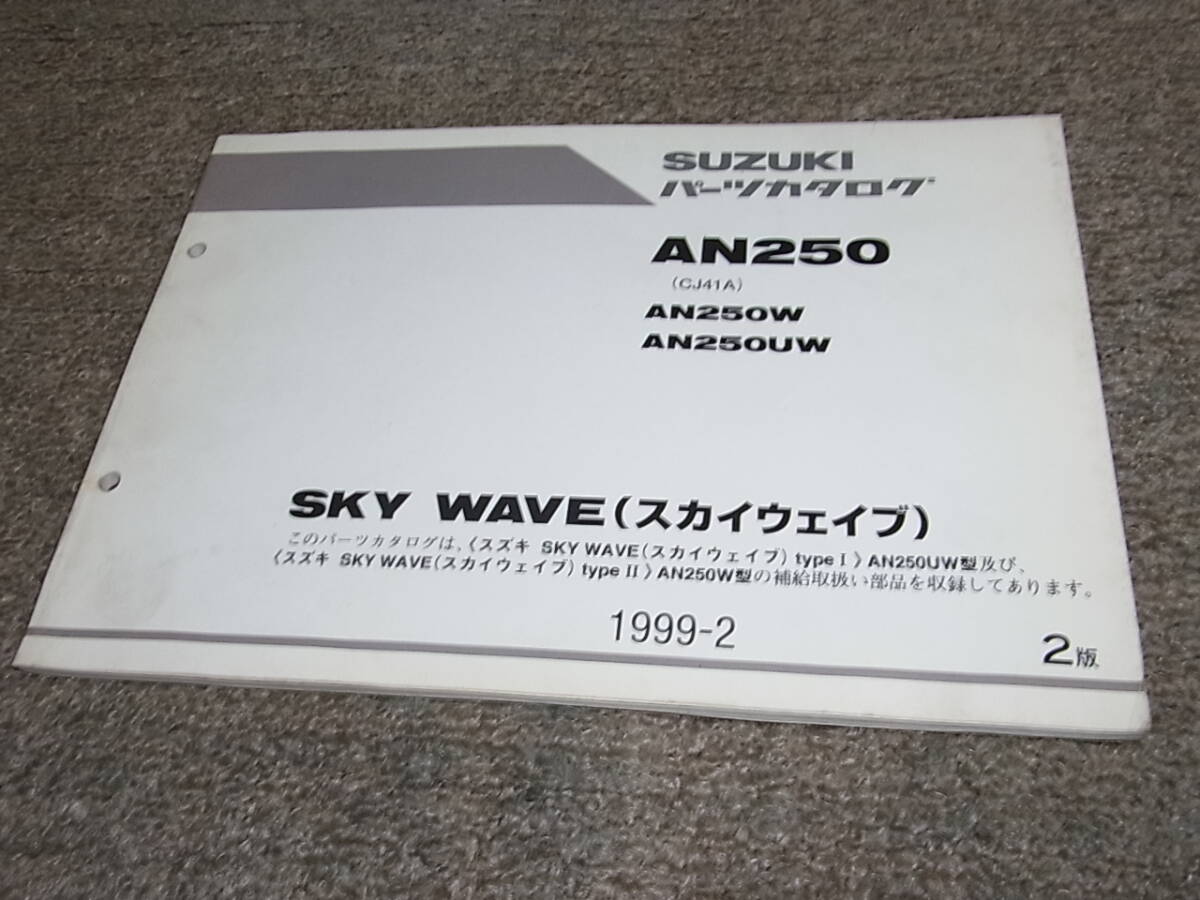 SUZUKI
パーツカタログ
AN250
(CJ41A)
AN250W
AN250UW
SKY WAVE(スカイウェイブ)
このパーツカタログは、《スズキ SKY WAVE(スカイウェイブ) type I 》AN250UW型及び、
《スズキ SKY WAVE(スカイウェイブ) type II 》AN250W型の補給取扱い部品を収録してあります。
1999-2
2版